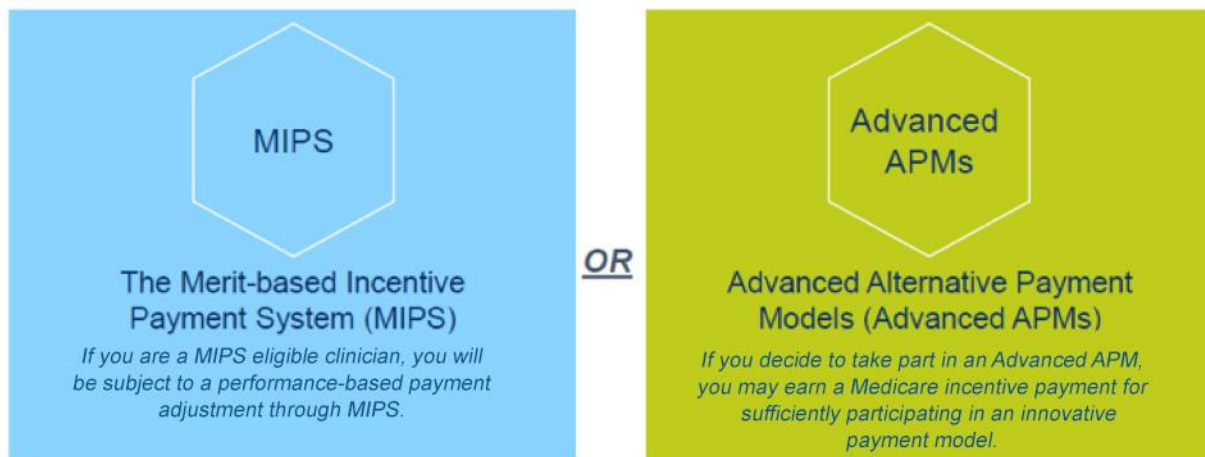 MIPS
The Merit-based Incentive
Payment System (MIPS)
If you are a MIPS eligible clinician, you will
be subject to a performance-based payment
adjustment through MIPS.
OR
Advanced
APMs
Advanced Alternative Payment
Models (Advanced APMs)
If you decide to take part in an Advanced APM,
you may earn a Medicare incentive payment for
sufficiently participating in an innovative
payment model.